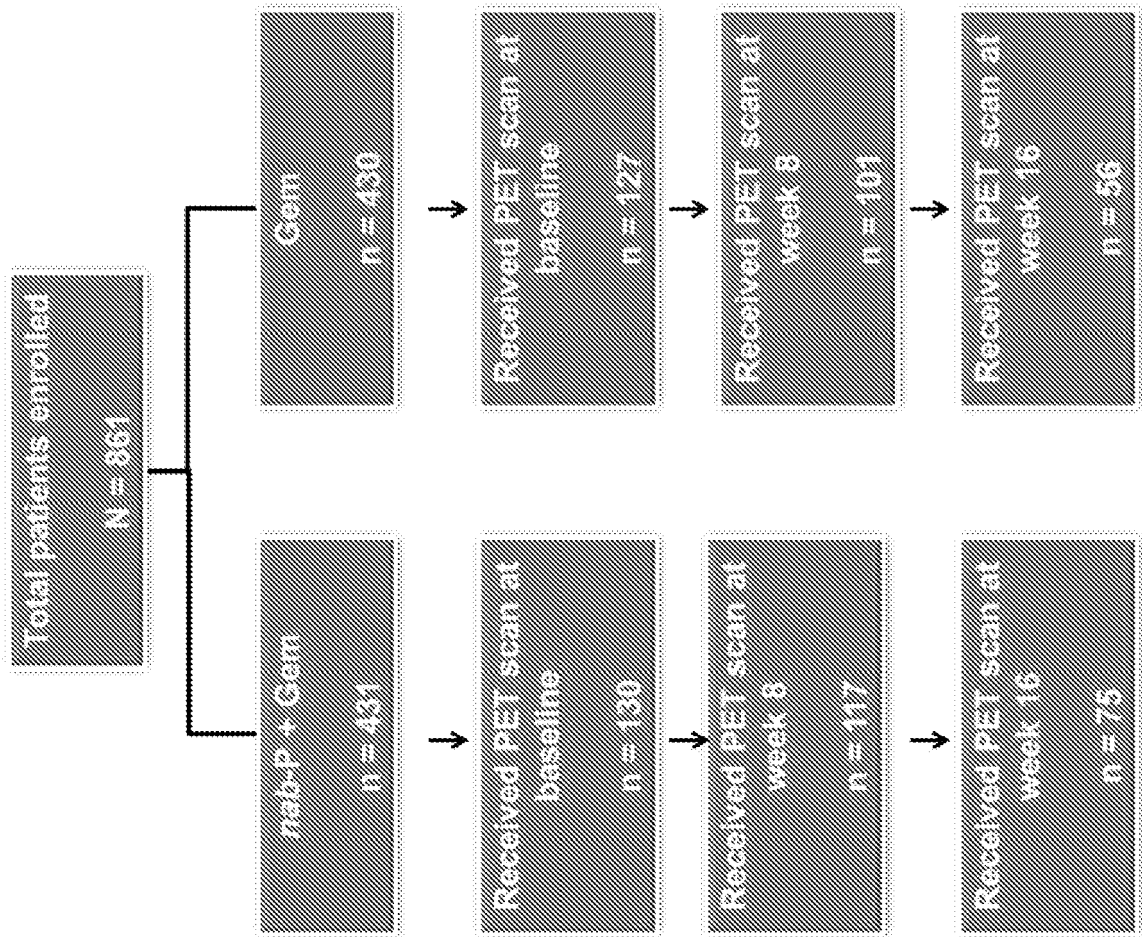 Total patients enrolled
N = 861
nab-P + Gem
n = 431
Received PET scan at
baseline
n = 130
Received PET scan at
week 8
n = 117
Received PET scan at
week 16
n = 75
Gem
n = 430
Received PET scan at
baseline
n = 127
Received PET scan at
week 8
n = 101
Received PET scan at
week 16
n = 56